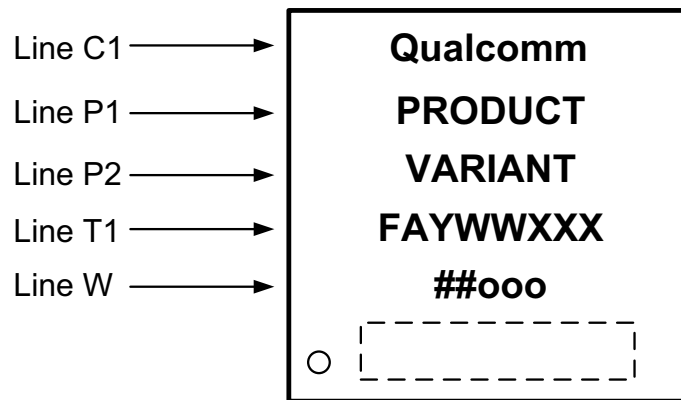 Line C1 Qualcomm
Line P1 PRODUCT
Line P2 VARIANT
Line T1 FAYWWXXX
Line W ##ooo